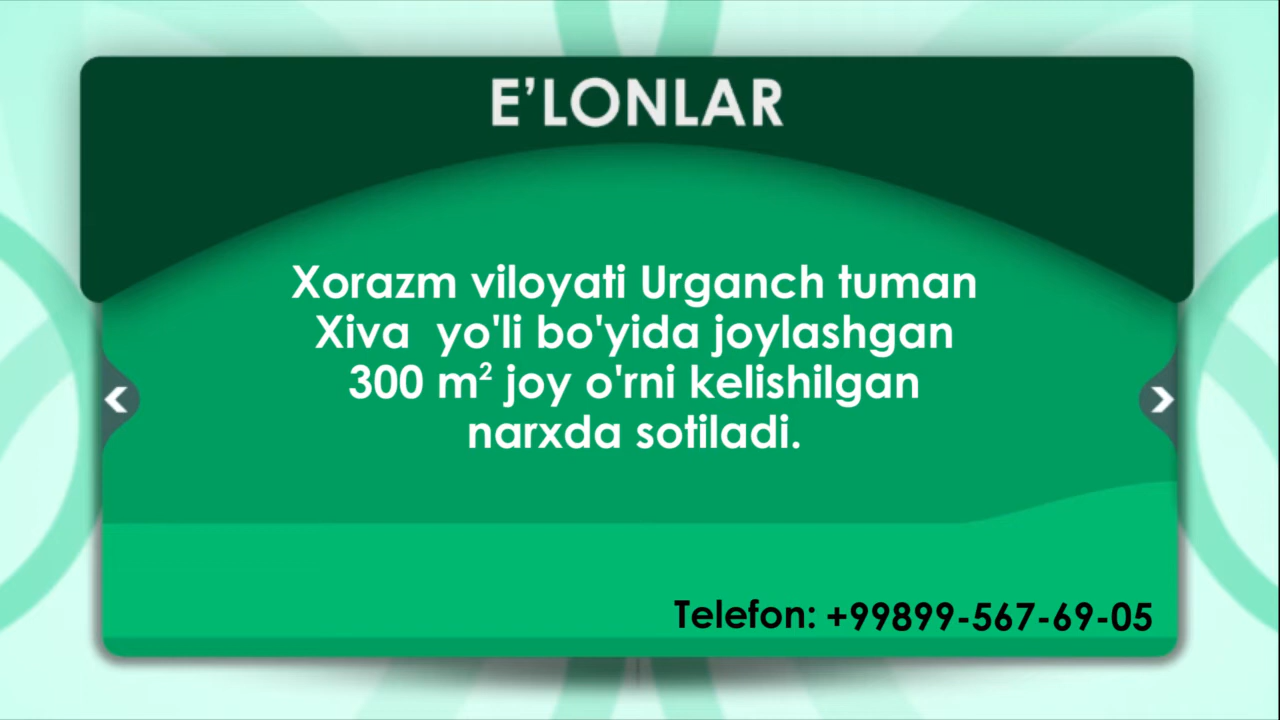 E’LONLAR
Xorazm viloyati Urganch tuman
Xiva  yo'li bo'yida joylashgan
300 m² joy o'rni kelishilgan
narxda sotiladi.
Telefon: +99899-567-69-05